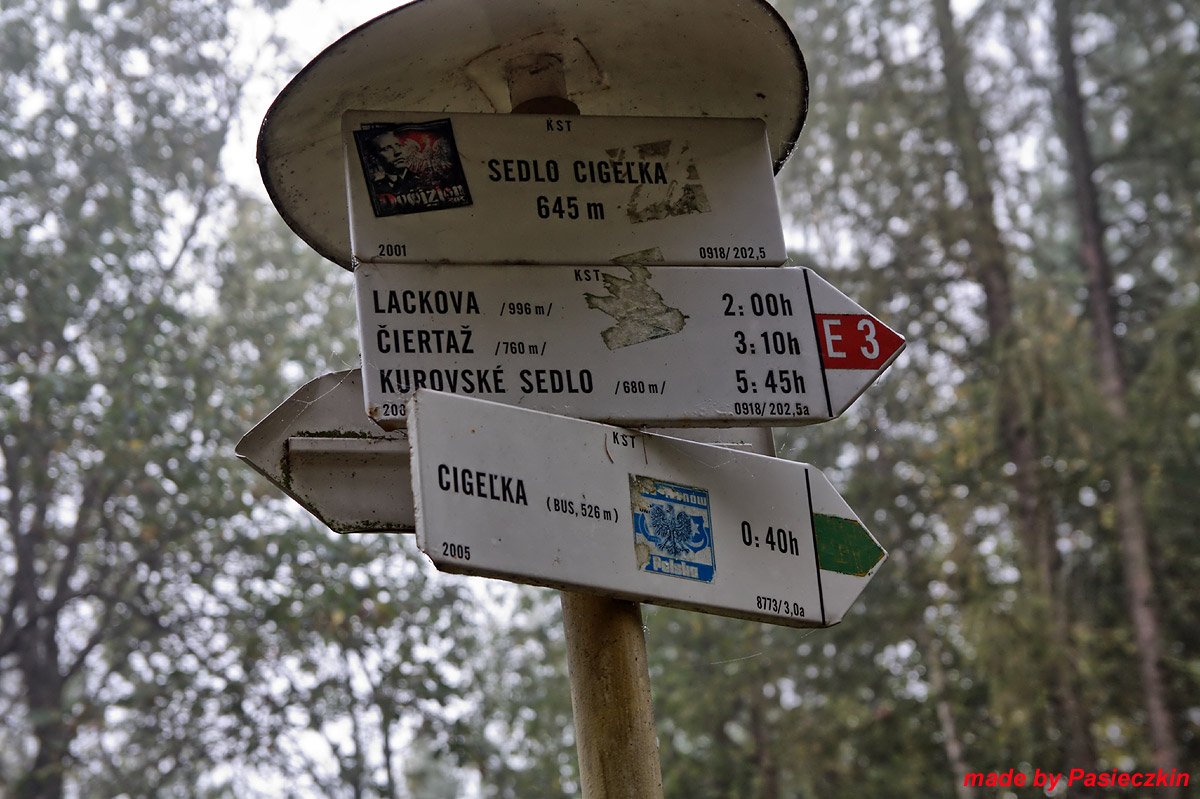 KST
SEDLO CIGEĽKA
645 m
2001 0918/202,5
KST
LACKOVA /996 m/ 2:00h
ČIERTAŽ /760 m/ 3:10h
KUROVSKÉ SEDLO /680 m/ 5:45h
0918/202,5a
E 3
KST
CIGEĽKA (BUS, 526 m) 0:40h
Polska
2005 8773/3.0a
made by Pasieczkin